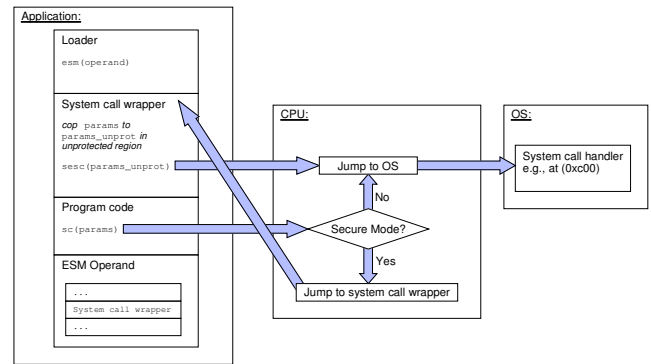 Application:
Loader
esm(operand)
System call wrapper
cop params to
params_unprot in
unprotected region
sesc(params_unprot)
Program code
sc(params)
ESM Operand
...
System call wrapper
...
CPU:
Jump to OS
No
Secure Mode?
Yes
Jump to system call wrapper
OS:
System call handler
e.g., at (0xc00)